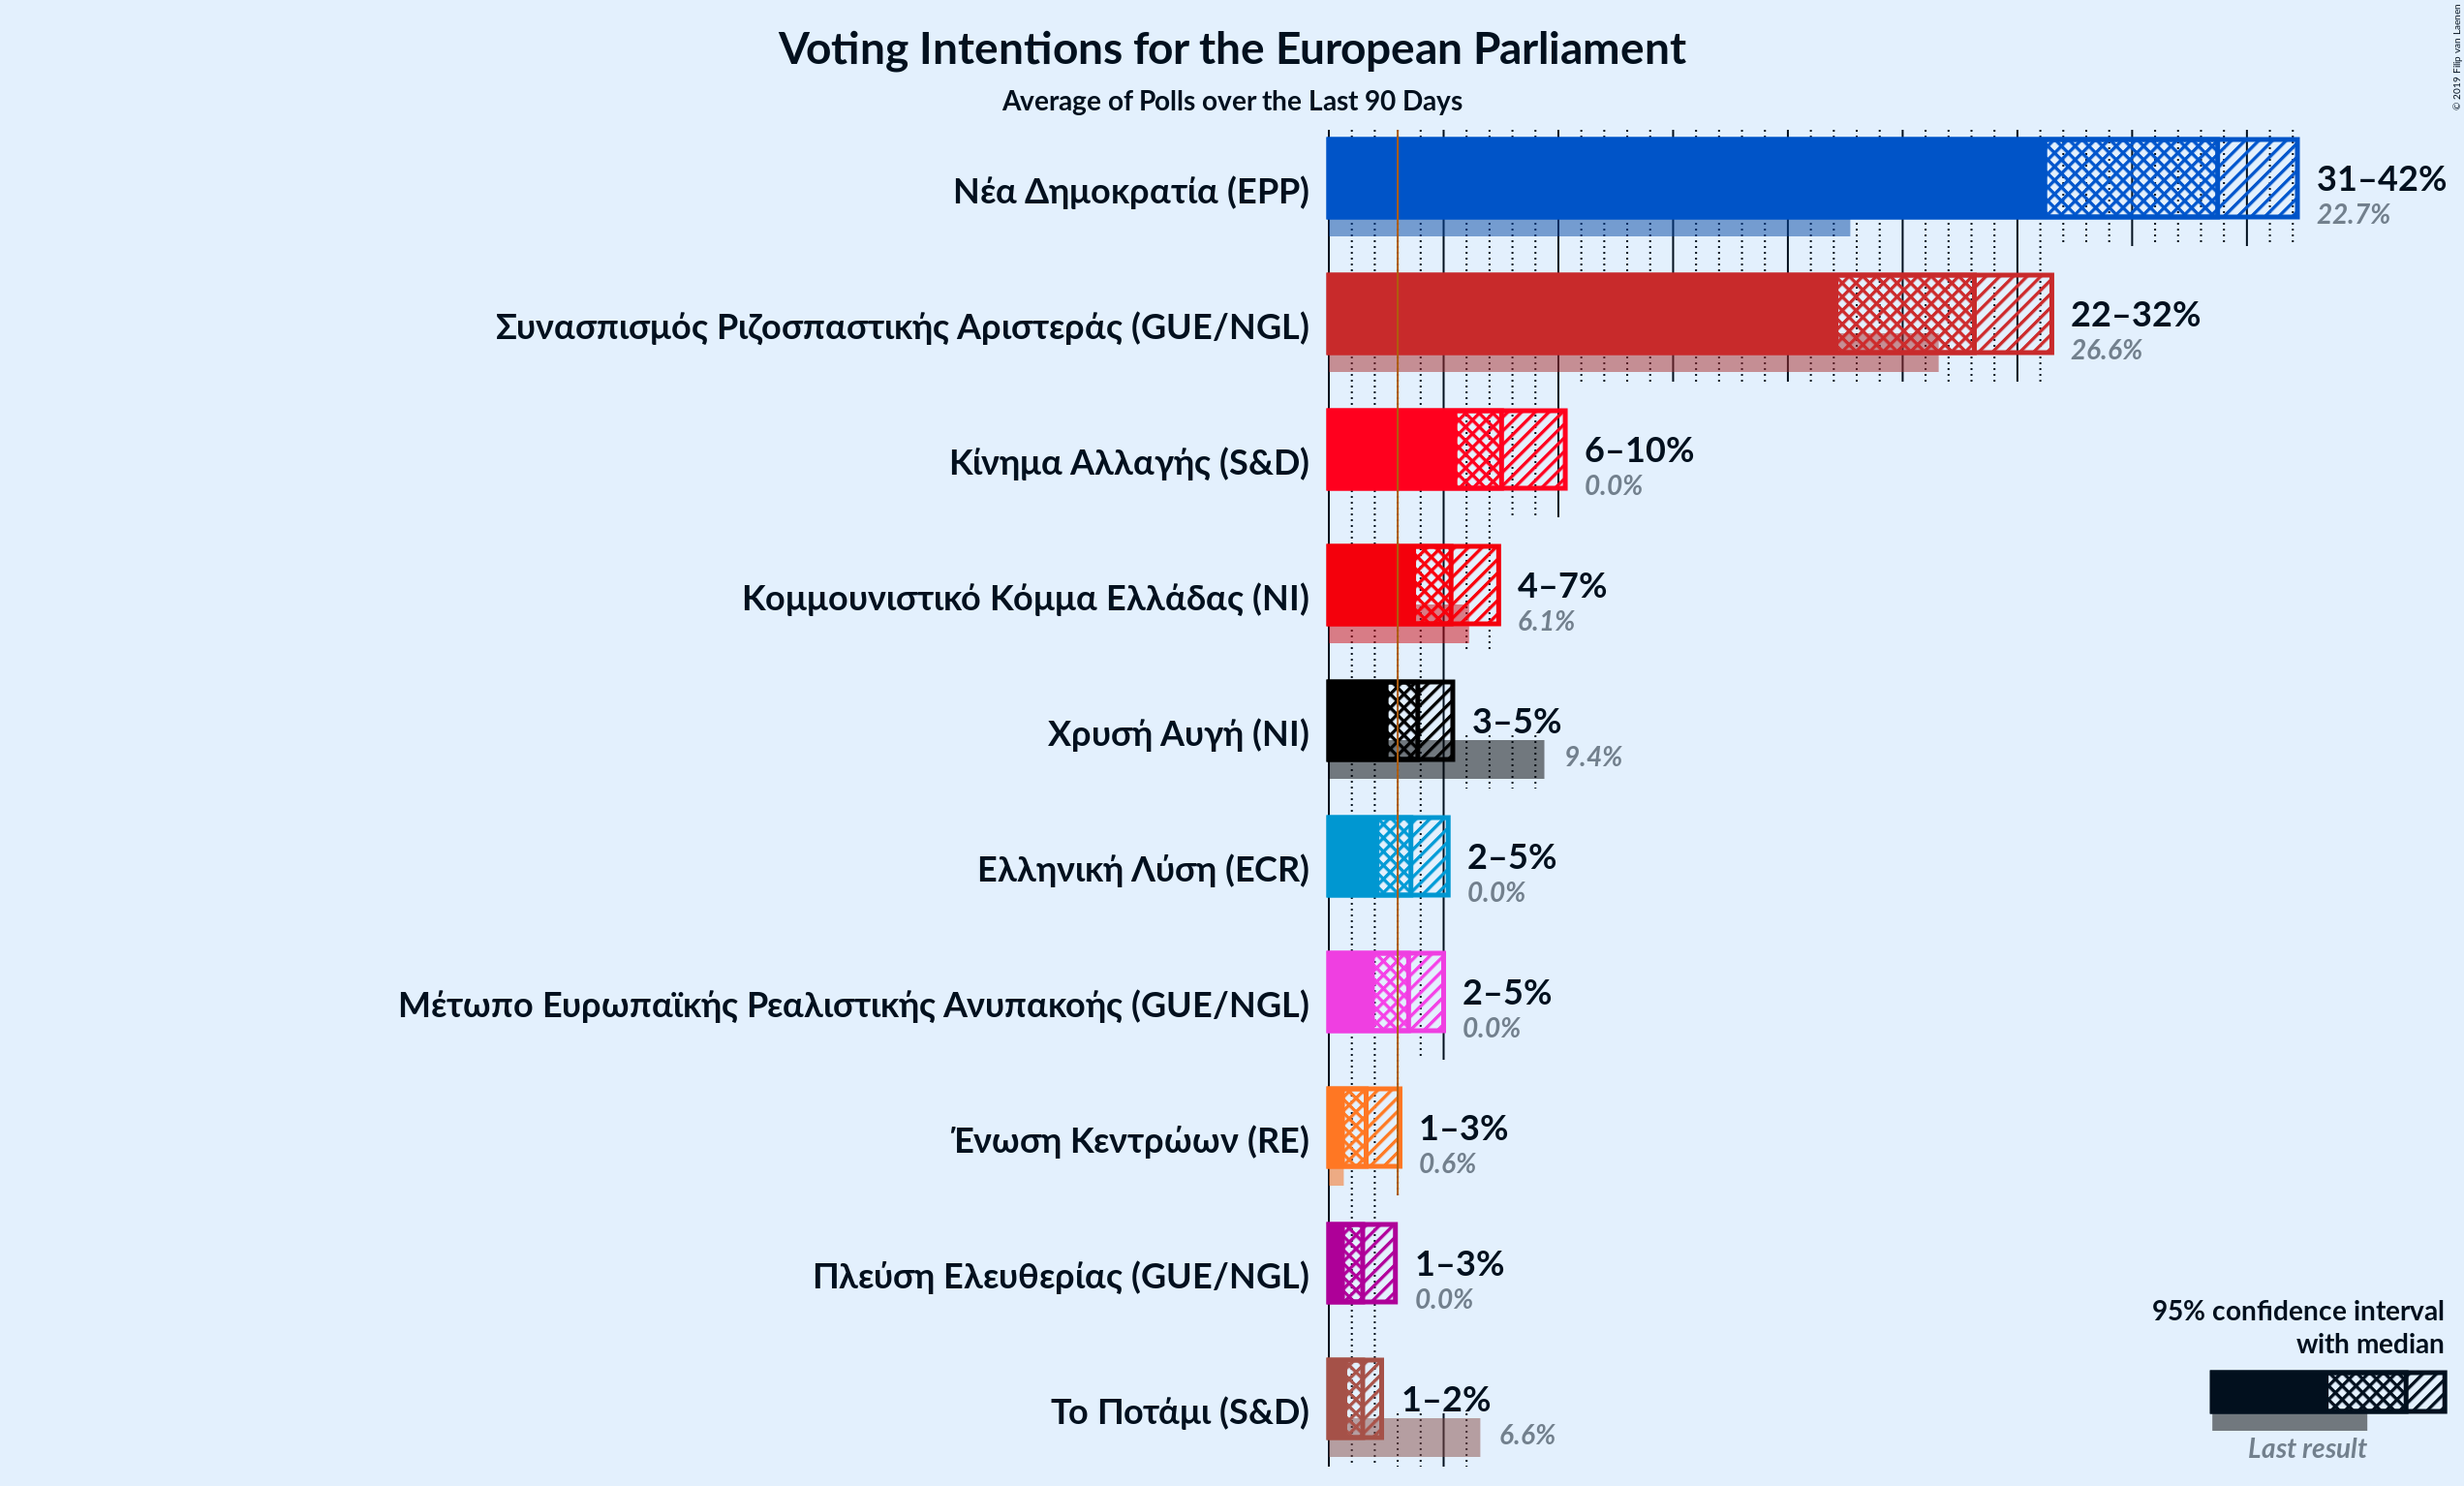 Voting Intentions for the European Parliament
Average of Polls over the Last 90 Days
© 2019 Filip van Laenen
Νέα Δημοκρατία (EPP)
31–42%
22.7%
Συνασπισμός Ριζοσπαστικής Αριστεράς (GUE/NGL)
22–32%
26.6%
Κίνημα Αλλαγής (S&D)
6–10%
0.0%
Κομμουνιστικό Κόμμα Ελλάδας (NI)
4–7%
6.1%
Χρυσή Αυγή (NI)
3–5%
9.4%
Ελληνική Λύση (ECR)
2–5%
0.0%
Μέτωπο Ευρωπαϊκής Ρεαλιστικής Ανυπακοής (GUE/NGL)
2–5%
0.0%
Ένωση Κεντρώων (RE)
1–3%
0.6%
Πλεύση Ελευθερίας (GUE/NGL)
1–3%
0.0%
Το Ποτάμι (S&D)
1–2%
6.6%
95% confidence interval
with median
Last result